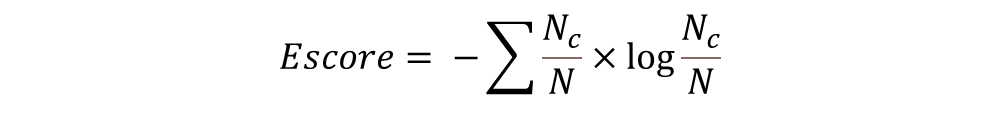 Escore = − ∑ N_c/N × log N_c/N